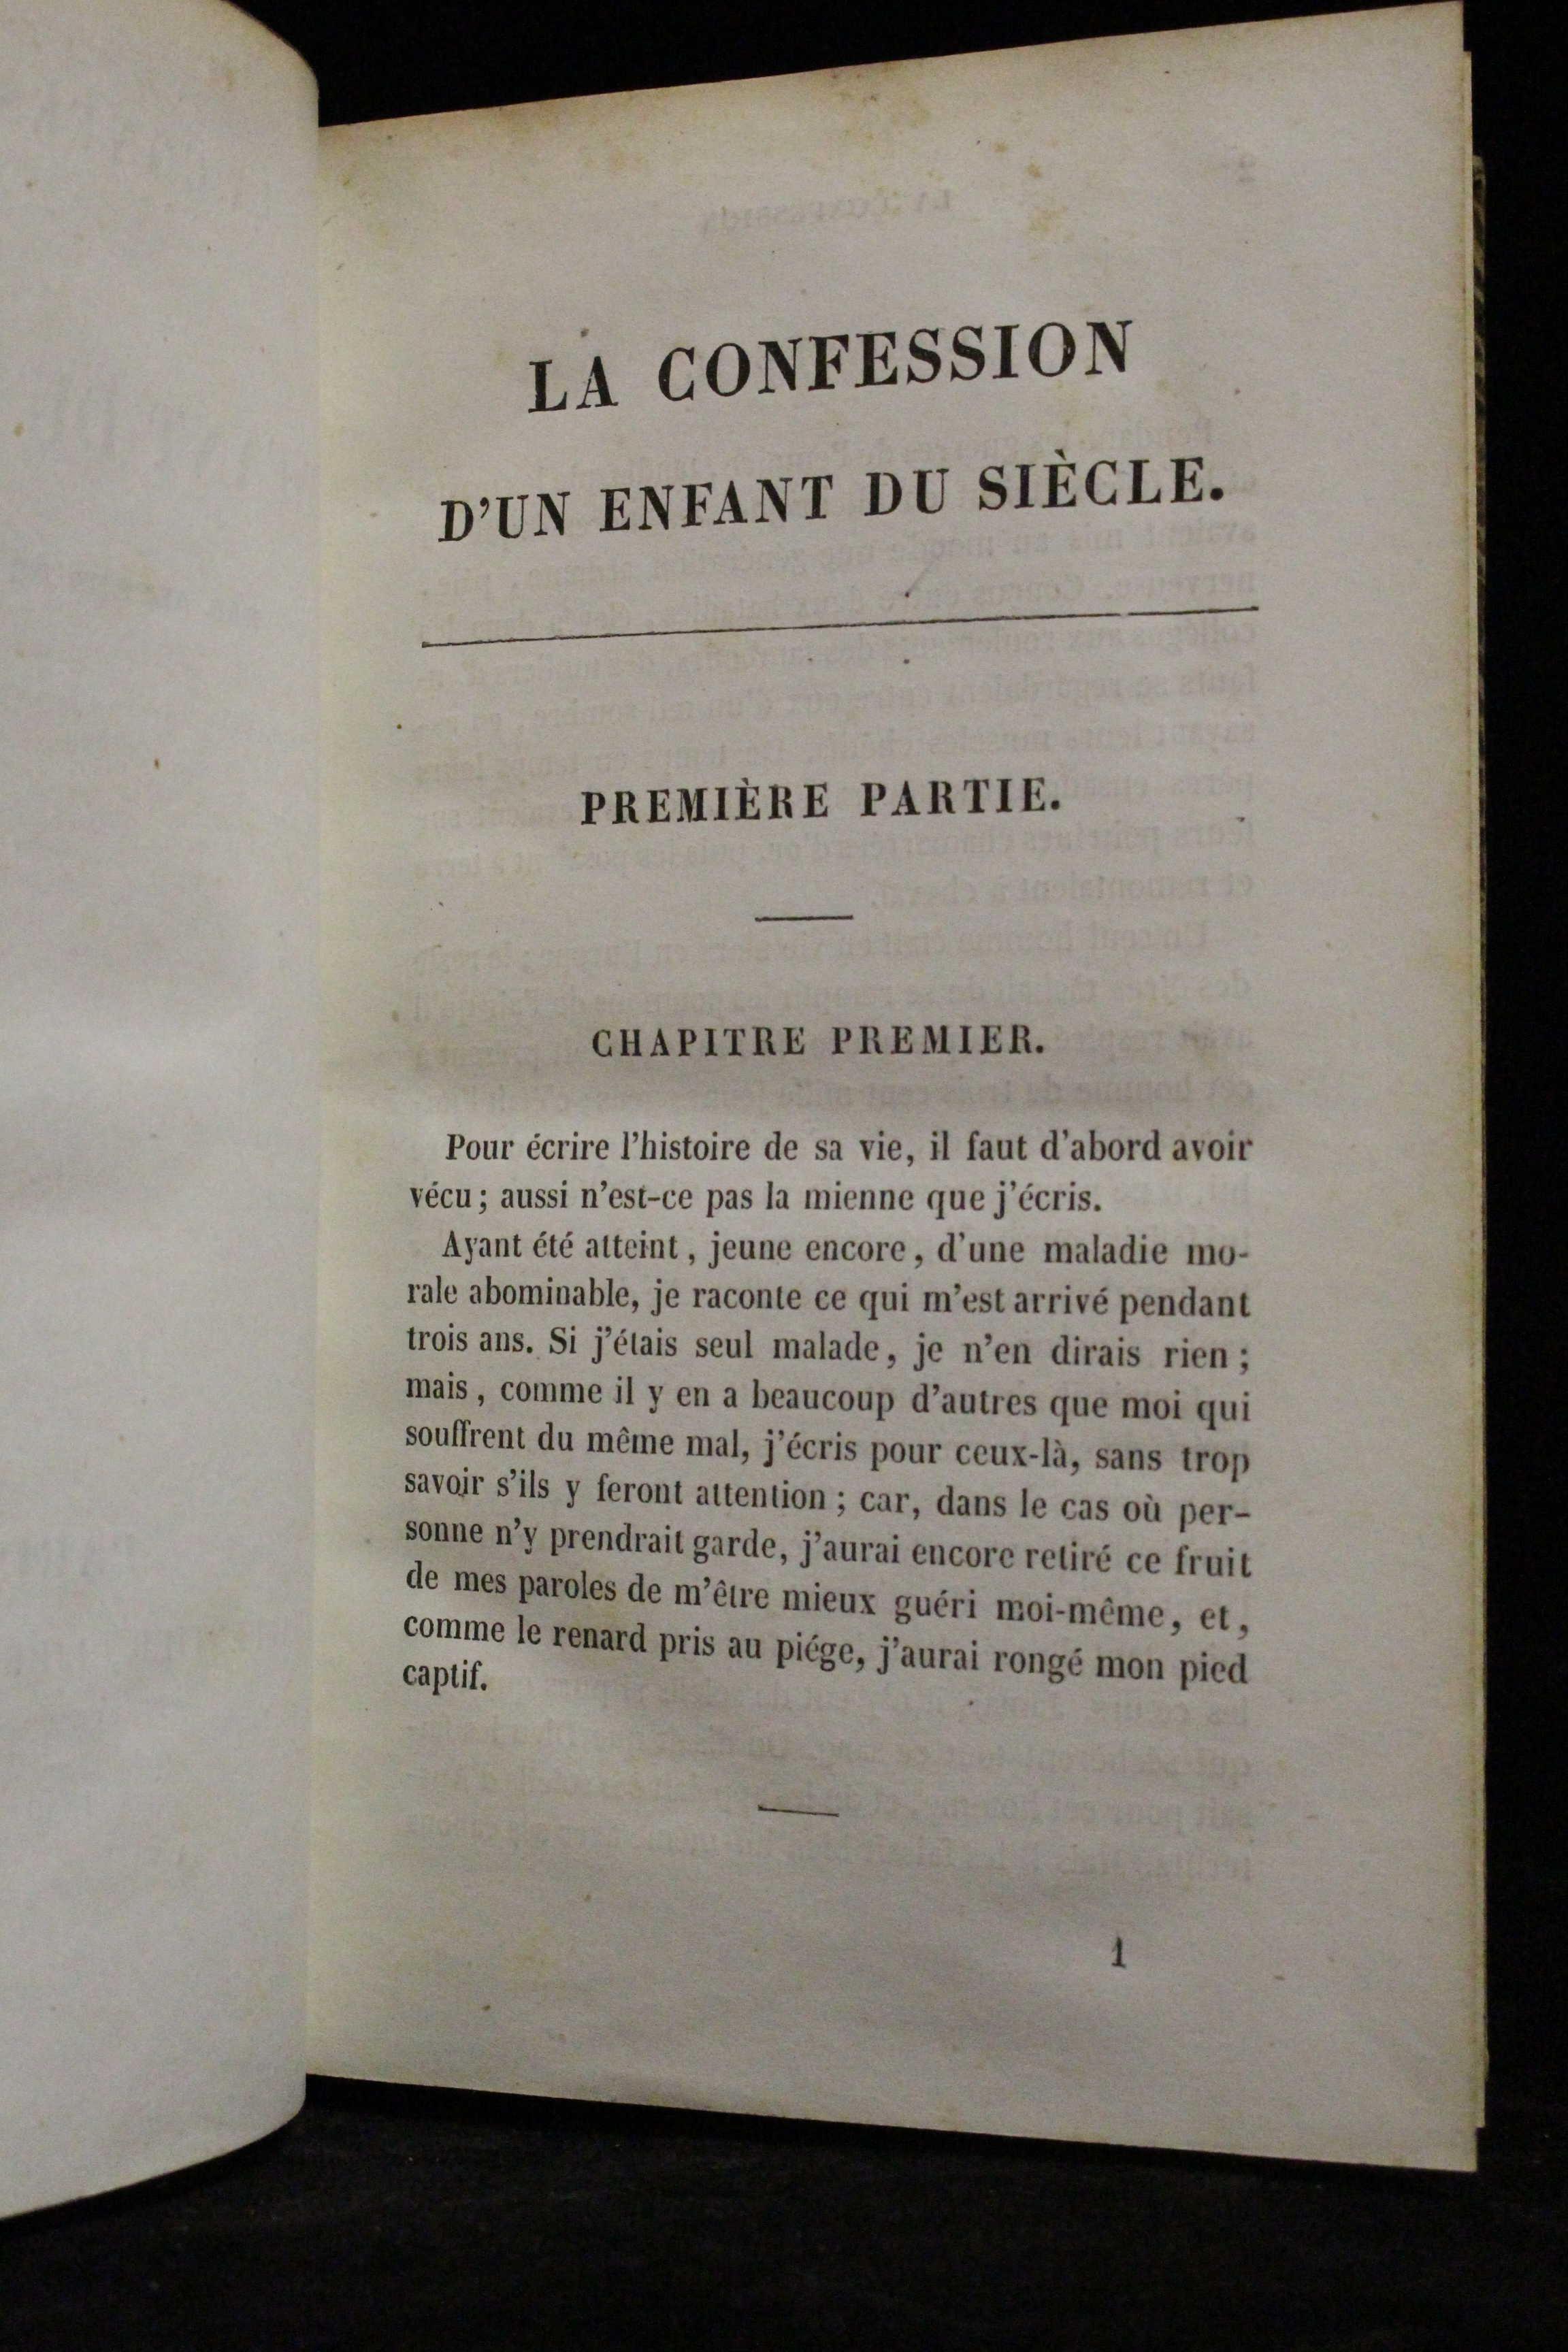 LA CONFESSION
D'UN ENFANT DU SIÈCLE.
PREMIÈRE PARTIE.
CHAPITRE PREMIER.
Pour écrire l'histoire de sa vie, il faut d'abord avoir
vécu ; aussi n'est-ce pas la mienne que j'écris.
Ayant été atteint, jeune encore, d'une maladie mo-
rale abominable, je raconte ce qui m'est arrivé pendant
trois ans. Si j'étais seul malade, je n'en dirais rien ;
mais, comme il y en a beaucoup d'autres que moi qui
souffrent du même mal, j'écris pour ceux-là, sans trop
savoir s'ils y feront attention ; car, dans le cas où per-
sonne n'y prendrait garde, j'aurai encore retiré ce fruit
de mes paroles de m'être mieux guéri moi-même, et,
comme le renard pris au piége, j'aurai rongé mon pied
captif.
1